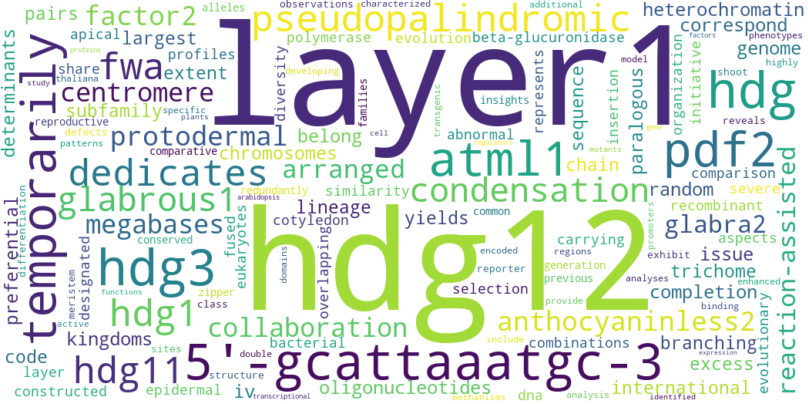 pairs factor2 alleles observations characterized additional phenotypes heterochromatin
apical largest pseudopalindromic factors correspond
profiles polymerase evolution beta-glucuronidase model highly genome
fwa share extent layer1 proteins developing families diversity insights represents shoot
determinants centromere study thaliana cell transgenic sequence insertion paralogous organization initiative hdg
subfamily reproductive specific plants regulators gene reveals
temporarily protodermal defects belong abnormal atml1 pdf2
patterns comparative chromosomes mutants chain comparison
dedicates arranged redundantly arabidopsis condensation random severe
glabrous1 similarity lineage recombinant
preferential differentiation megabases cotyledon yields glabra2 aspects
conserved fused eukaryotes hdg12 common encoded carrying issue exhibit promoters
meristem designated hdg3 zipper overlapping reporter regions trichome enhanced
domains selection generation analyses completion reaction-assisted
functions class previous provide binding
kingdoms hdg1 collaboration anthocyaninless2 evolutionary
active sites bacterial include combinations branching
code hdg11 5'-gcattaaatgc-3 excess
layer double structure expression
constructed epidermal iv oligonucleotides dna analysis international
transcriptional mechanisms identified